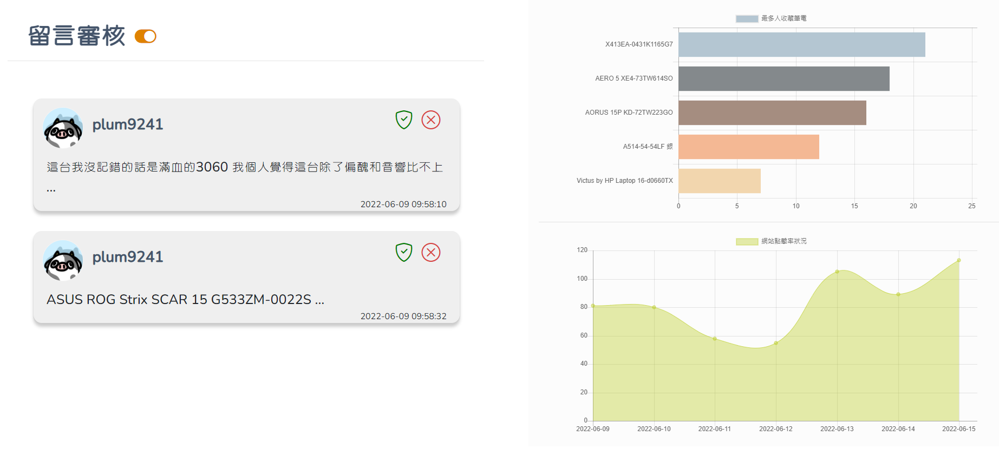 留言審核
plum9241
這台我沒記錯的話是滿血的3060 我個人覺得這台除了偏醜和音響比不上
...
2022-06-09 09:58:10
plum9241
ASUS ROG Strix SCAR 15 G533ZM-0022S ...
2022-06-09 09:58:32
最多人收藏筆電
X413EA-0431K1165G7
AERO 5 XE4-73TW614SO
AORUS 15P KD-72TW223GO
A514-54-54LF 銀
Victus by HP Laptop 16-d0660TX
0 5 10 15 20 25
網站點擊率狀況
120
100
80
60
40
20
0
2022-06-09 2022-06-10 2022-06-11 2022-06-12 2022-06-13 2022-06-14 2022-06-15